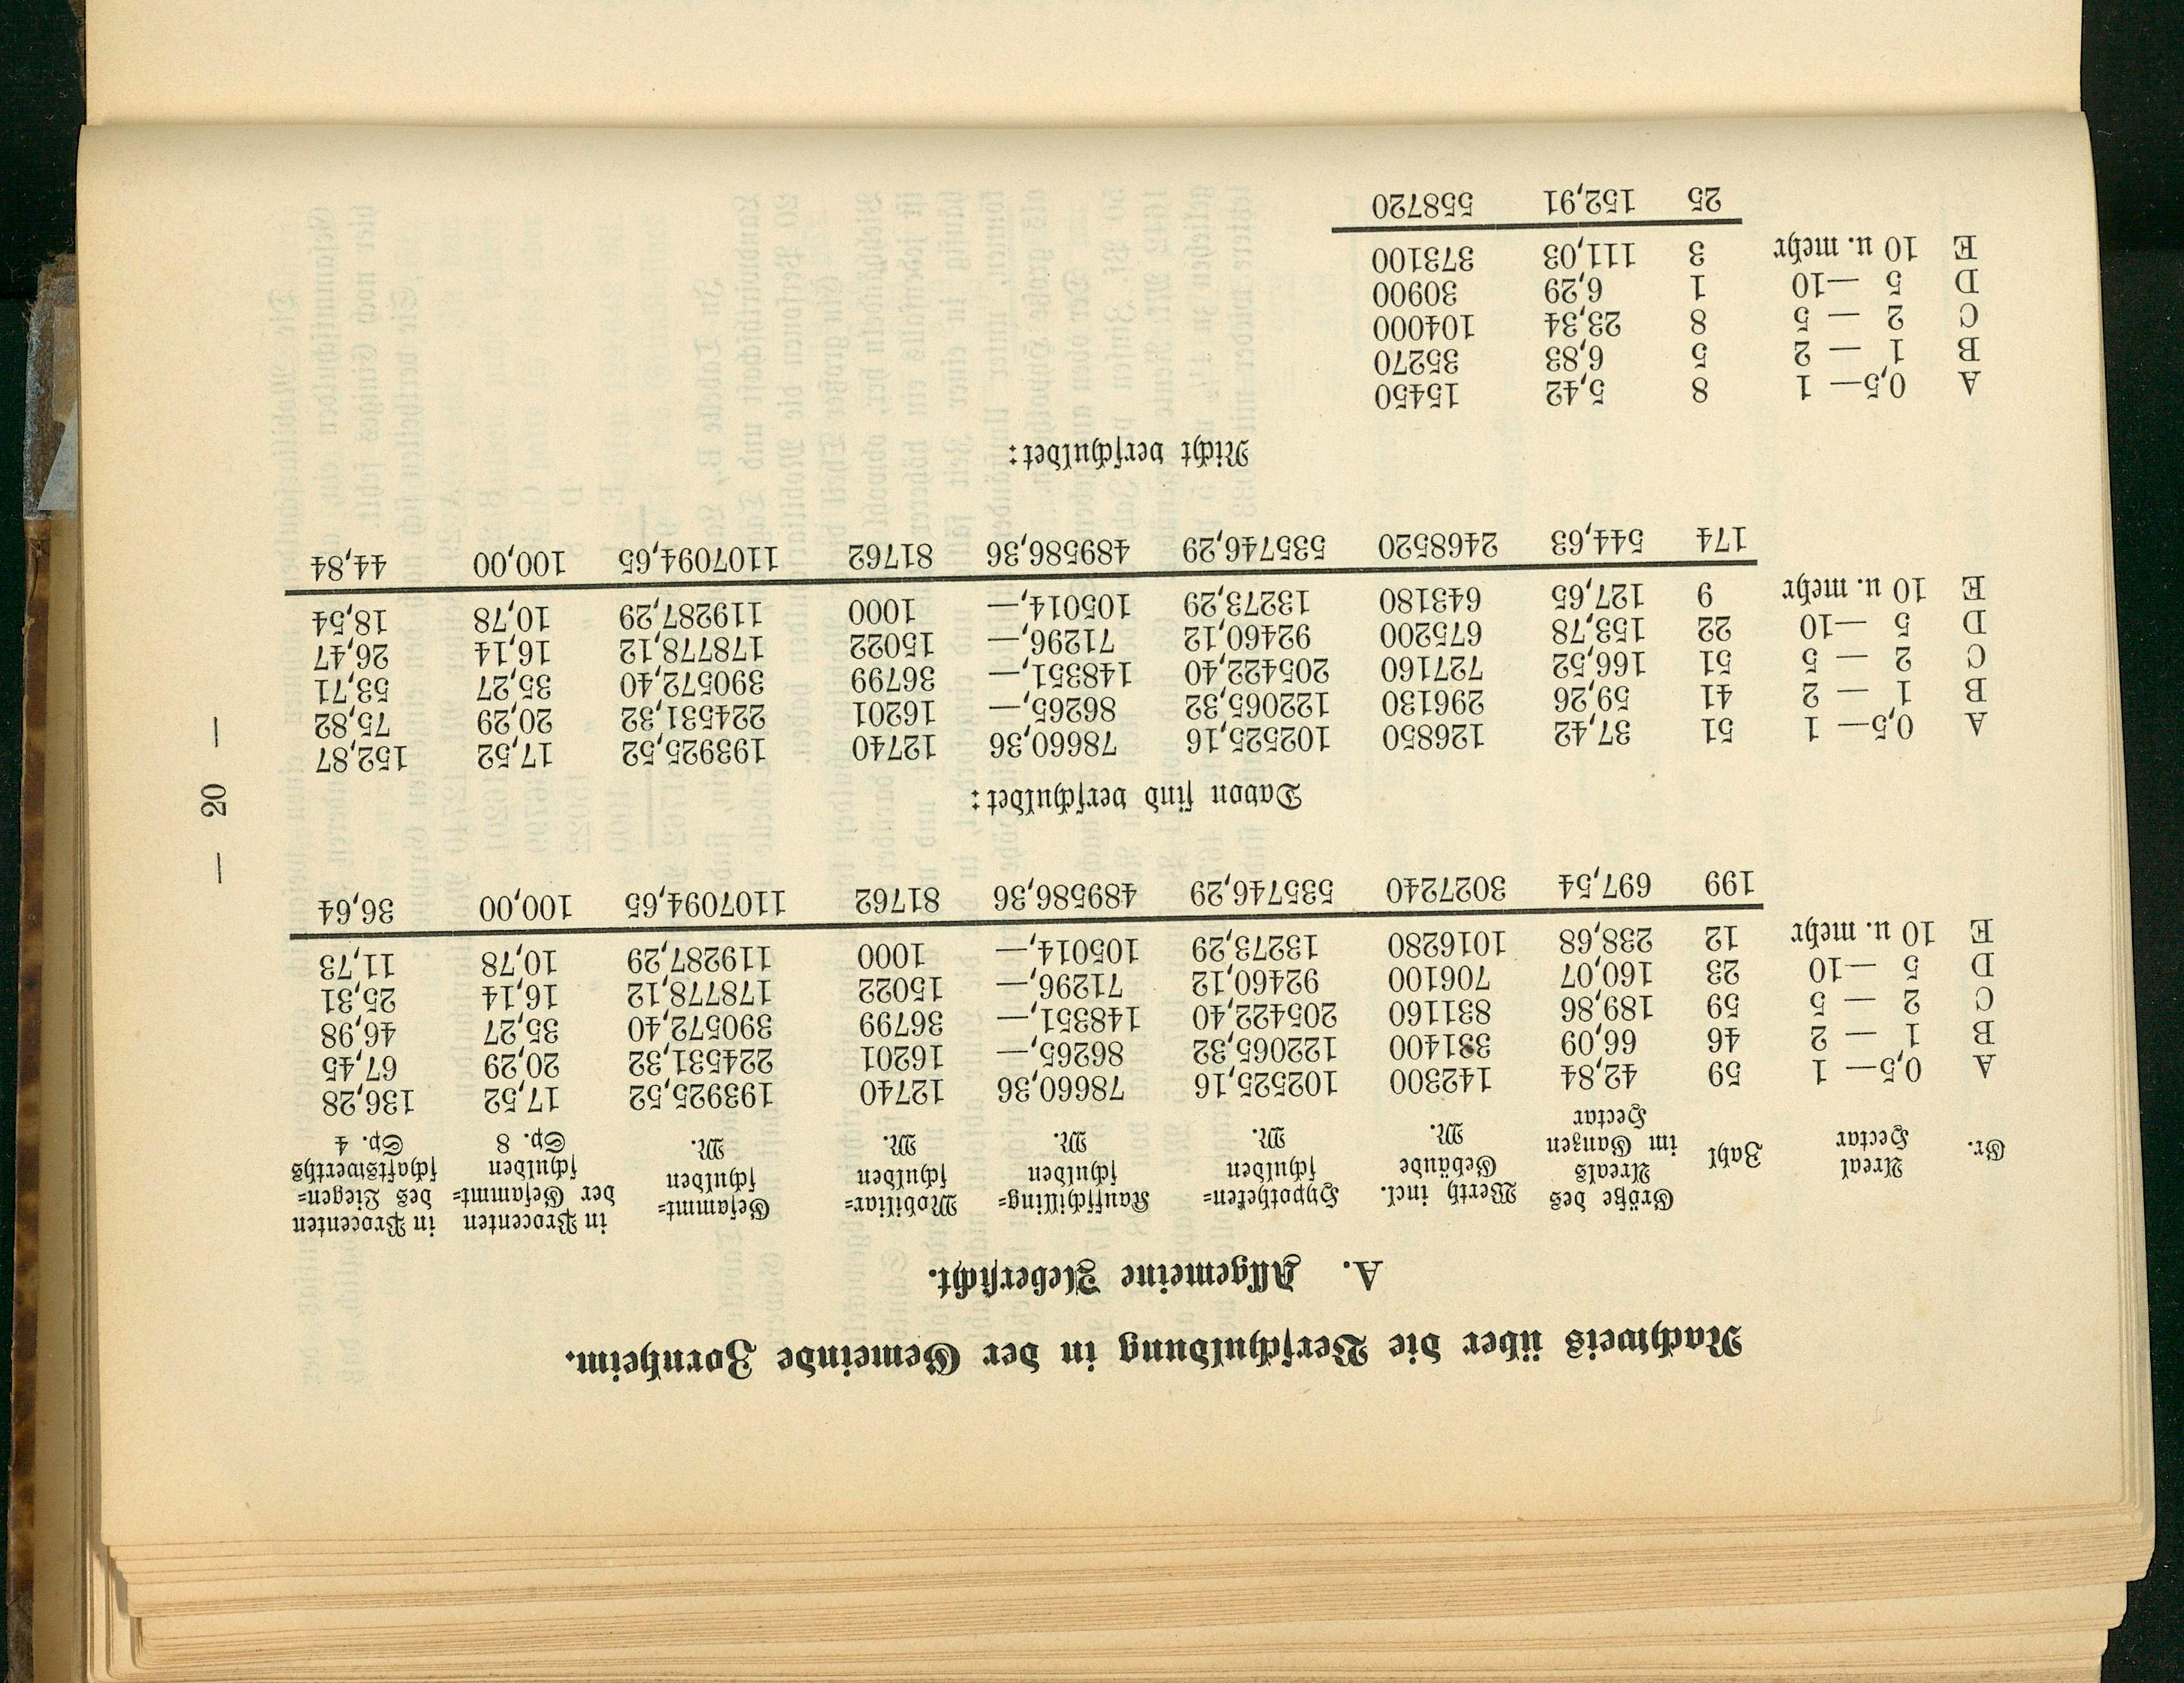 Nachweis über die Verschuldung in der Gemeinde Zornheim.
A. Allgemeine Uebersicht.
Gr.
Areal
Hectar
Zahl
Größe des
Areals
im Ganzen
Hectar
Werth incl.
Gebäude
M.
Hypotheken-
schulden
M.
Kaufschilling-
schulden
M.
Mobiliar-
schulden
M.
Gesammt-
schulden
M.
in Procenten
der Gesammt-
schulden
Sp. 8
in Procenten
des Liegen-
schaftswerths
Sp. 4
A 0,5— 1 59 42,84 142300 102525,16 78660,36 12740 193925,52 17,52 136,28
B 1 — 2 46 66,09 331400 122065,32 86265,— 16201 224531,32 20,29 67,45
C 2 — 5 59 189,86 831160 205422,40 148351,— 36799 390572,40 35,27 46,98
D 5 —10 23 160,07 706100 92460,12 71296,— 15022 178778,12 16,14 25,31
E 10 u. mehr 12 238,68 1016280 13273,29 105014,— 1000 119287,29 10,78 11,73
199 697,54 3027240 535746,29 489586,36 81762 1107094,65 100,00 36,64
Davon sind verschuldet:
A 0,5— 1 51 37,42 126850 102525,16 78660,36 12740 193925,52 17,52 152,87
B 1 — 2 41 59,26 296130 122065,32 86265,— 16201 224531,32 20,29 75,82
C 2 — 5 51 166,52 727160 205422,40 148351,— 36799 390572,40 35,27 53,71
D 5 —10 22 153,78 675200 92460,12 71296,— 15022 178778,12 16,14 26,47
E 10 u. mehr 9 127,65 643180 13273,29 105014,— 1000 119287,29 10,78 18,54
174 544,63 2468520 535746,29 489586,36 81762 1107094,65 100,00 44,84
Nicht verschuldet:
A 0,5— 1 8 5,42 15450
B 1 — 2 5 6,83 35270
C 2 — 5 8 23,34 104000
D 5 —10 1 6,29 30900
E 10 u. mehr 3 111,03 373100
25 152,91 558720
— 20 —